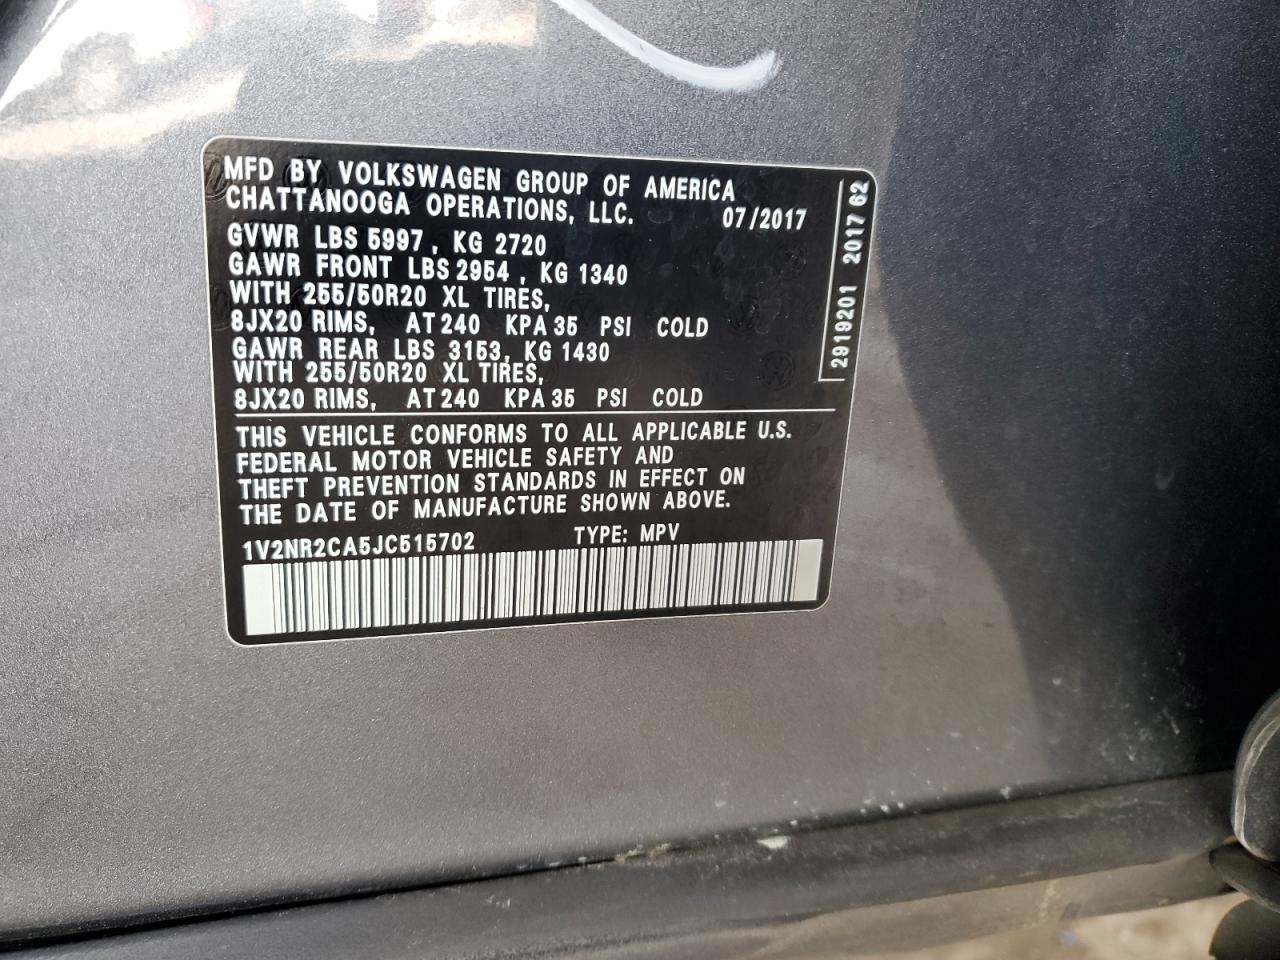 MFD BY VOLKSWAGEN GROUP OF AMERICA
CHATTANOOGA OPERATIONS, LLC. 07/2017
GVWR LBS 5997, KG 2720
GAWR FRONT LBS 2954, KG 1340
WITH 255/50R20 XL TIRES,
8JX20 RIMS, AT 240 KPA 35 PSI COLD
GAWR REAR LBS 3153, KG 1430
WITH 255/50R20 XL TIRES,
8JX20 RIMS, AT 240 KPA 35 PSI COLD
THIS VEHICLE CONFORMS TO ALL APPLICABLE U.S.
FEDERAL MOTOR VEHICLE SAFETY AND
THEFT PREVENTION STANDARDS IN EFFECT ON
THE DATE OF MANUFACTURE SHOWN ABOVE.
1V2NR2CA5JC515702 TYPE: MPV
2919201 2017 62